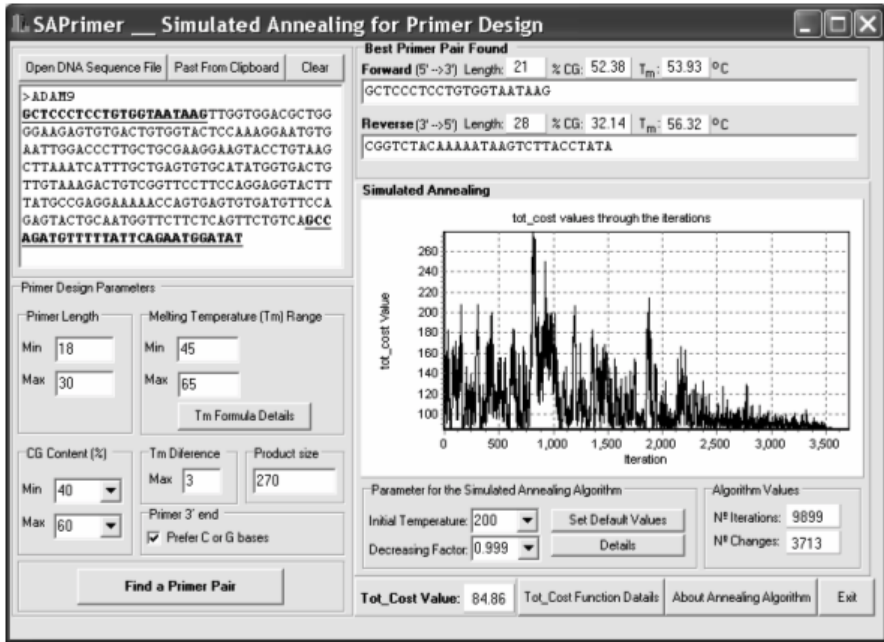 SAPrimer __ Simulated Annealing for Primer Design
Open DNA Sequence File Past From Clipboard Clear
>ADAM9
GCTCCCTCCTGTGGTAATAAGTTGGTGGACGCTGG
GGAAGAGTGTGACTGTGGTACTCCAAAGGAATGTG
AATTGGACCCTTGCTGCGAAGGAAGTACCTGTAAG
CTTAAATCATTTGCTGAGTGTGCATATGGTGACTG
TTGTAAAGACTGTCGGTTCCTTCCAGGAGGTACTT
TATGCCGAGGAAAAACCAGTGAGTGTGATGTTCCA
GAGTACTGCAATGGTTCTTCTCAGTTCTGTCAGCC
AGATGTTTTTATTCAGAATGGATAT
Best Primer Pair Found
Forward (5' -->3') Length: 21 % CG: 52.38 Tm: 53.93 ºC
GCTCCCTCCTGTGGTAATAAG
Reverse (3' -->5') Length: 28 % CG: 32.14 Tm: 56.32 ºC
CGGTCTACAAAAATAAGTCTTACCTATA
Simulated Annealing
tot_cost values through the iterations
tot_cost Value
260
240
220
200
180
160
140
120
100
0 500 1,000 1,500 2,000 2,500 3,000 3,500
Iteration
Primer Design Parameters
Primer Length
Min 18
Max 30
Melting Temperature (Tm) Range
Min 45
Max 65
Tm Formula Details
CG Content (%)
Min 40
Max 60
Tm Diference
Max 3
Product size
270
Primer 3' end
Prefer C or G bases
Find a Primer Pair
Parameter for the Simulated Annealing Algorithm
Initial Temperature: 200 Set Default Values
Decreasing Factor: 0.999 Details
Algorithm Values
Nº Iterations: 9899
Nº Changes: 3713
Tot_Cost Value: 84.86 Tot_Cost Function Datails About Annealing Algorithm Exit